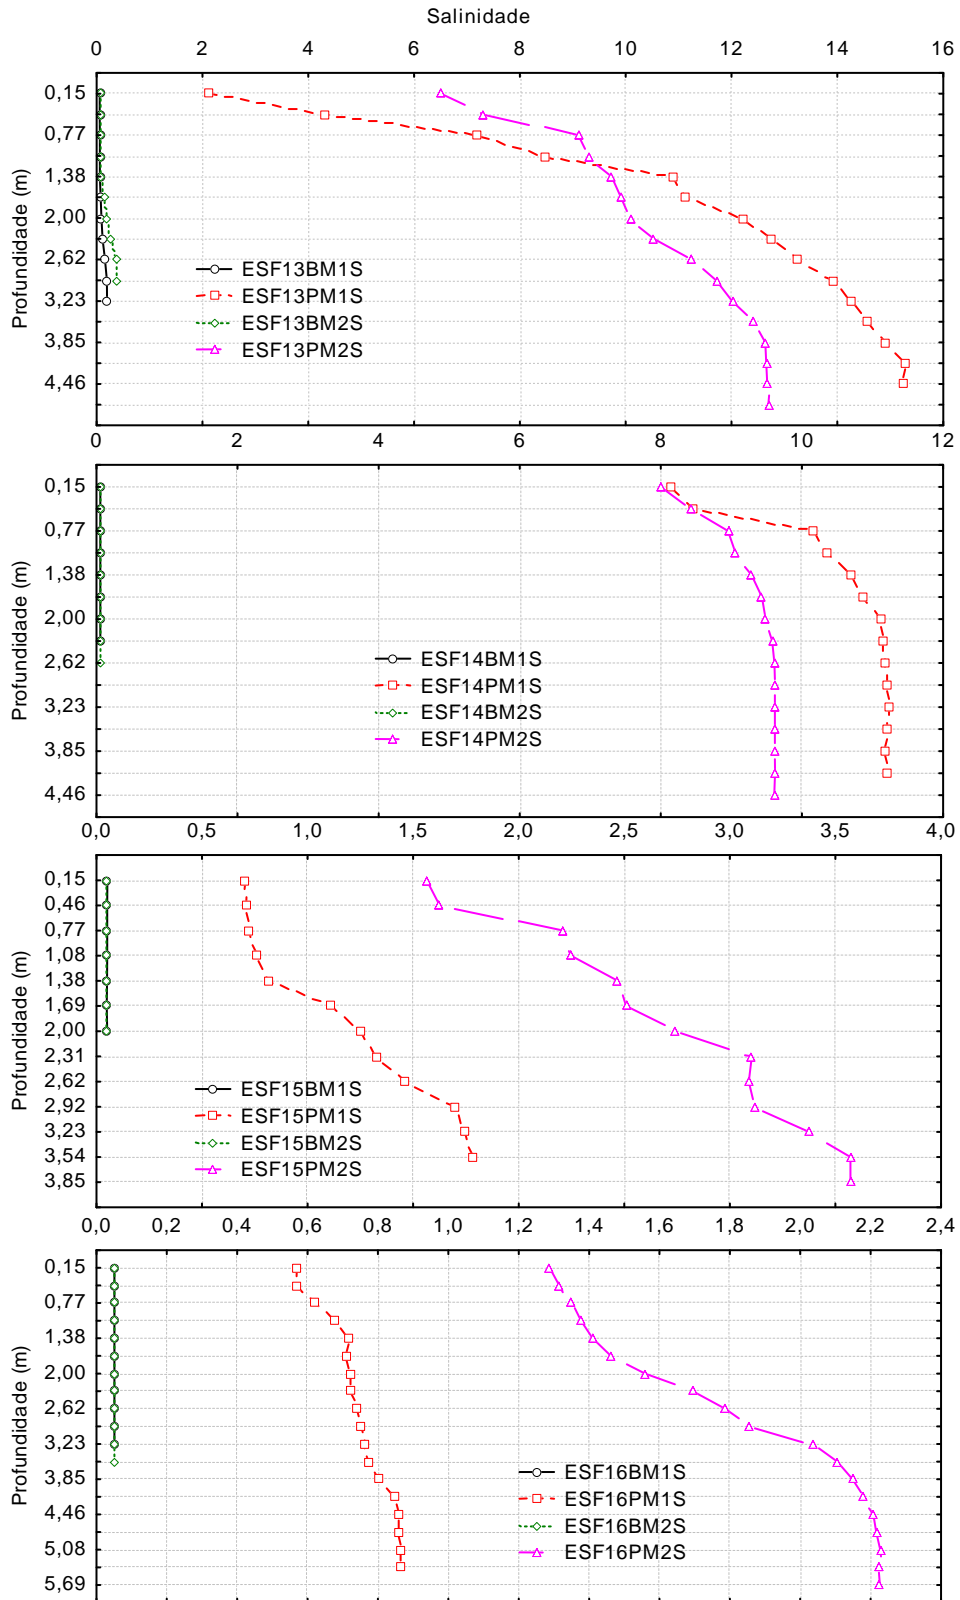 Salinidade
0 2 4 6 8 10 12 14 16
Profundidade (m)
0,15
0,77
1,38
2,00
2,62
3,23
3,85
4,46
ESF13BM1S
ESF13PM1S
ESF13BM2S
ESF13PM2S
0 2 4 6 8 10 12
Profundidade (m)
0,15
0,77
1,38
2,00
2,62
3,23
3,85
4,46
ESF14BM1S
ESF14PM1S
ESF14BM2S
ESF14PM2S
0,0 0,5 1,0 1,5 2,0 2,5 3,0 3,5 4,0
Profundidade (m)
0,15
0,46
0,77
1,08
1,38
1,69
2,00
2,31
2,62
2,92
3,23
3,54
3,85
ESF15BM1S
ESF15PM1S
ESF15BM2S
ESF15PM2S
0,0 0,2 0,4 0,6 0,8 1,0 1,2 1,4 1,6 1,8 2,0 2,2 2,4
Profundidade (m)
0,15
0,77
1,38
2,00
2,62
3,23
3,85
4,46
5,08
5,69
ESF16BM1S
ESF16PM1S
ESF16BM2S
ESF16PM2S